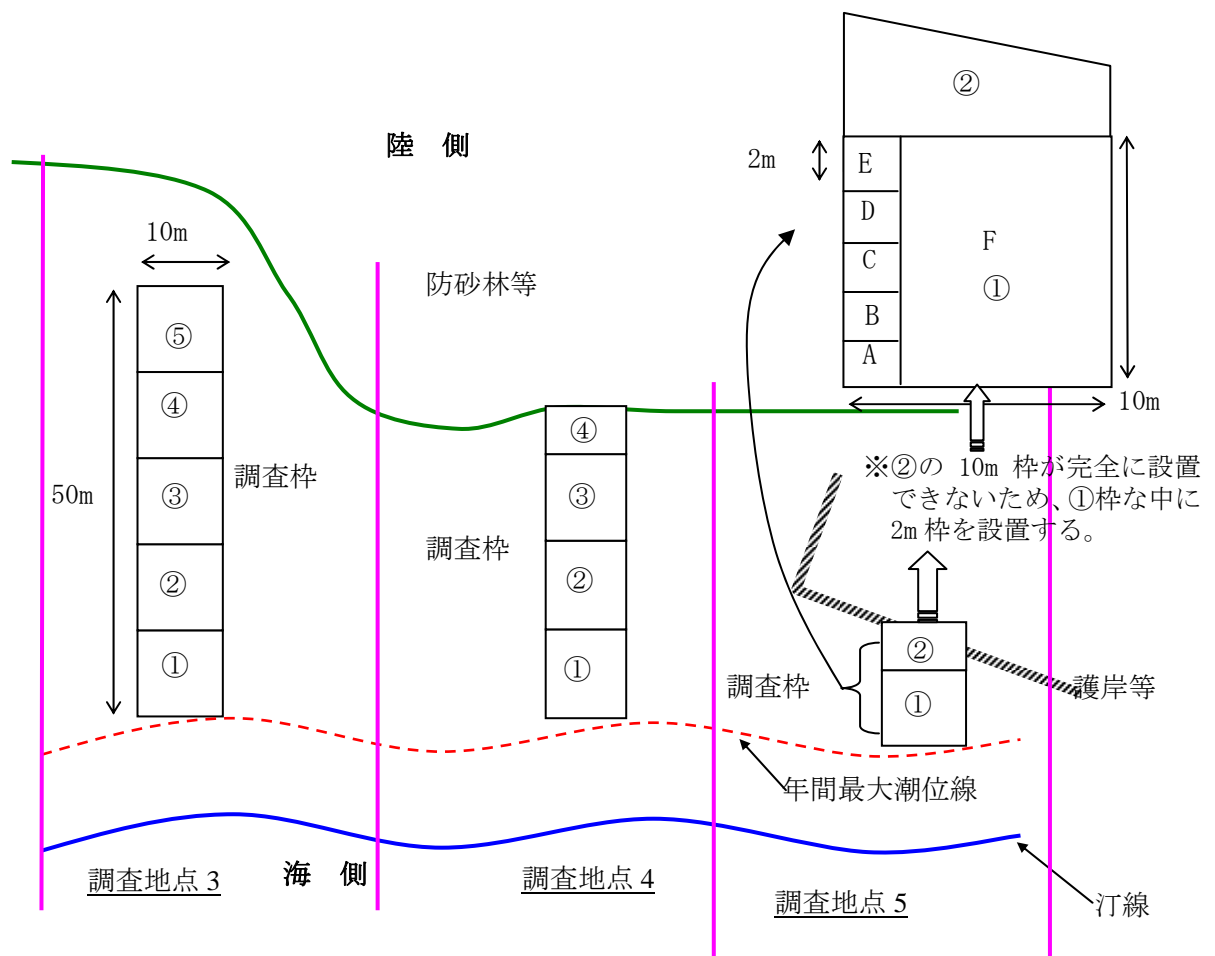 ②
陸 側
2m
E
D
C
B
A
F
①
10m
10m
10m
防砂林等
50m
⑤
④
③
②
①
調査枠
④
③
②
①
調査枠
※②の 10m 枠が完全に設置
できないため、①枠な中に
2m 枠を設置する。
②
①
調査枠
護岸等
年間最大潮位線
海 側
調査地点 3
調査地点 4
調査地点 5
汀線